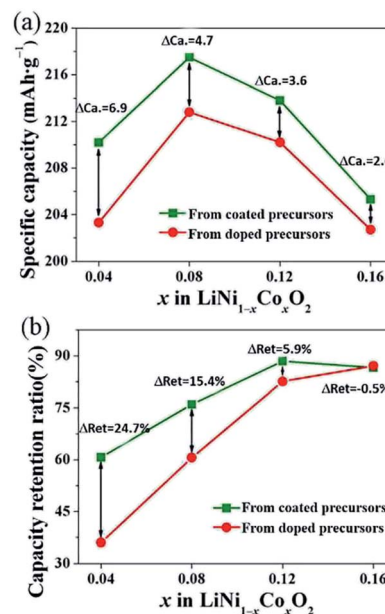 (a)
220
216
212
208
204
200
Specific capacity (mAh·g⁻¹)
ΔCa.=6.9
ΔCa.=4.7
ΔCa.=3.6
From coated precursors
From doped precursors
0.04 0.08 0.12 0.16
x in LiNi₁₋ₓCoₓO₂
(b)
90
75
60
45
30
Capacity retention ratio(%)
ΔRet=24.7%
ΔRet=15.4%
ΔRet=5.9%
ΔRet=-0.5%
From coated precursors
From doped precursors
0.04 0.08 0.12 0.16
x in LiNi₁₋ₓCoₓO₂